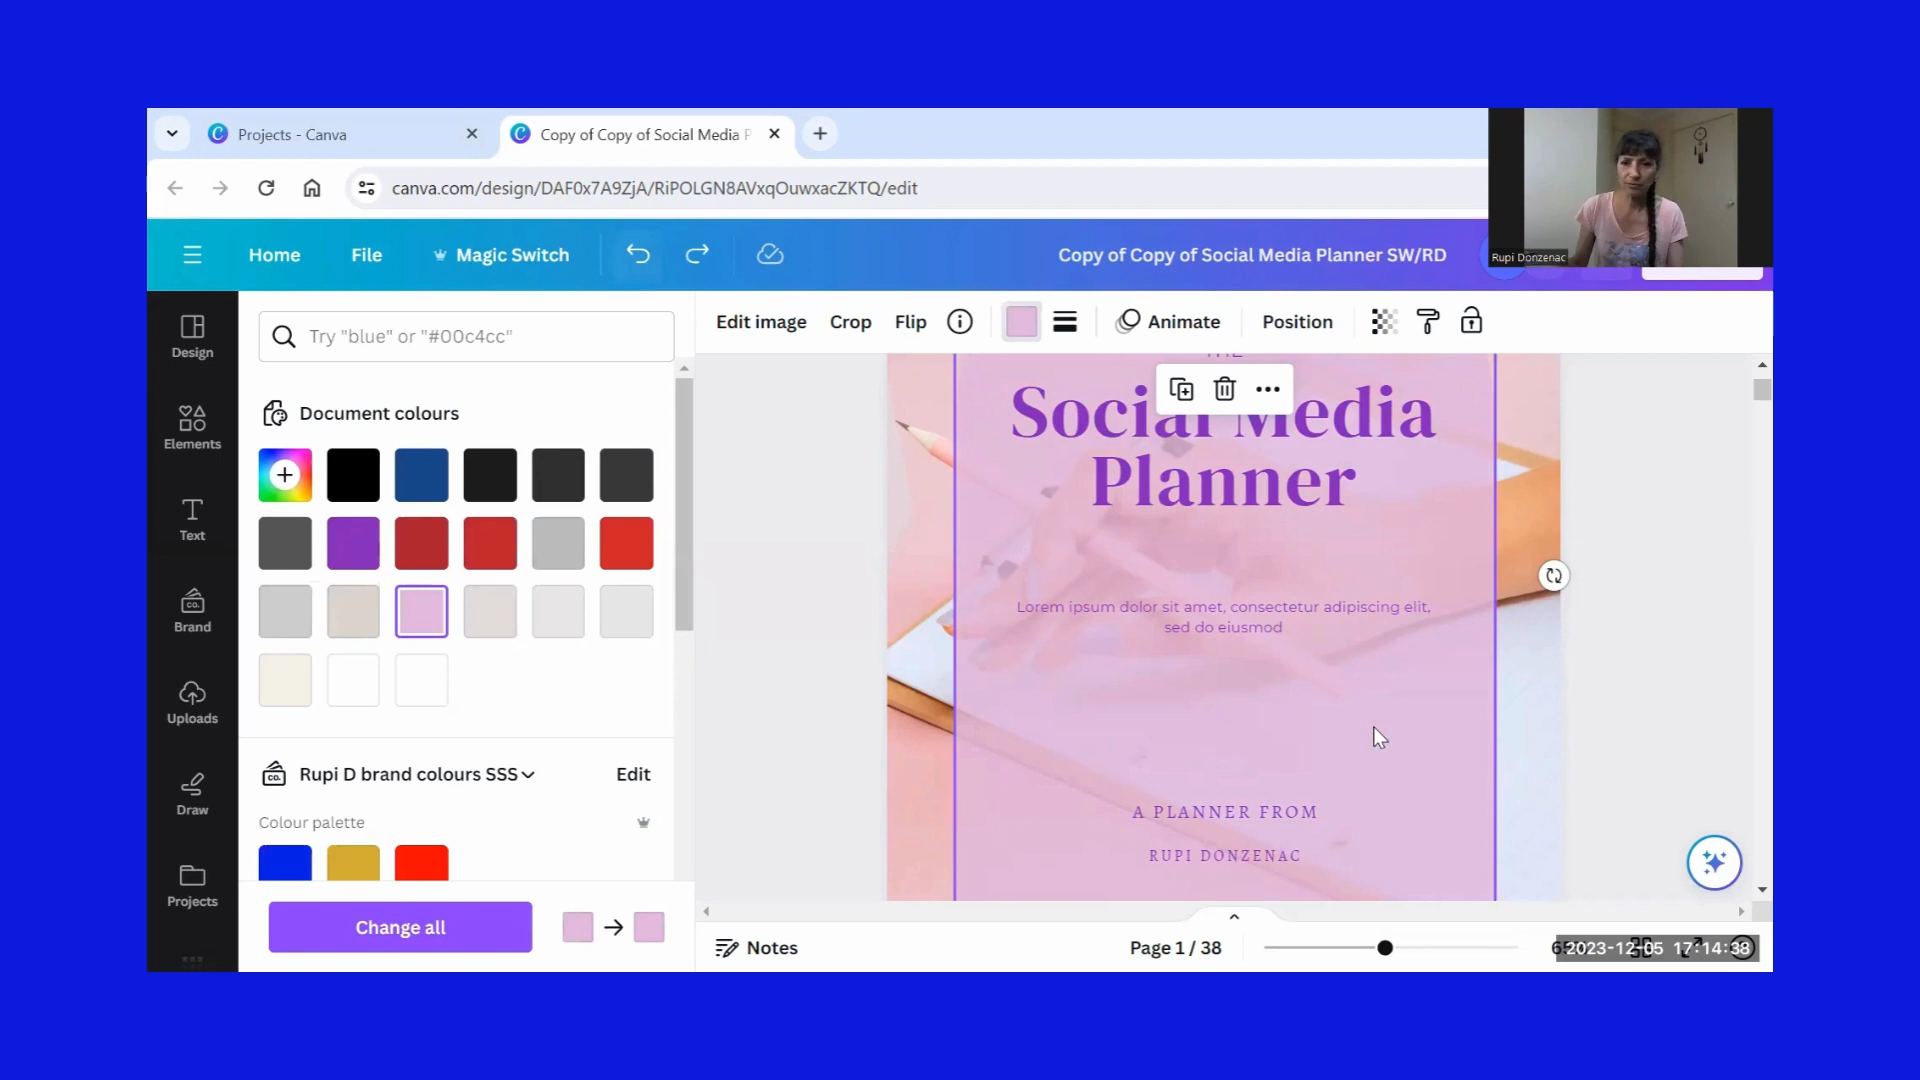 Projects - Canva
Copy of Copy of Social Media P
canva.com/design/DAF0x7A9ZjA/RiPOLGN8AVxqOuwxacZKTQ/edit
Rupi Donzenac
Home File Magic Switch Copy of Copy of Social Media Planner SW/RD
Edit image Crop Flip Animate Position
Design
Elements
Text
Brand
Uploads
Draw
Projects
Try "blue" or "#00c4cc"
Document colours
CO. Rupi D brand colours SSS Edit
Colour palette
Change all
THE
Social Media
Planner
Lorem ipsum dolor sit amet, consectetur adipiscing elit,
sed do eiusmod
A PLANNER FROM
RUPI DONZENAC
Notes Page 1 / 38 2023-12-05 17:14:38